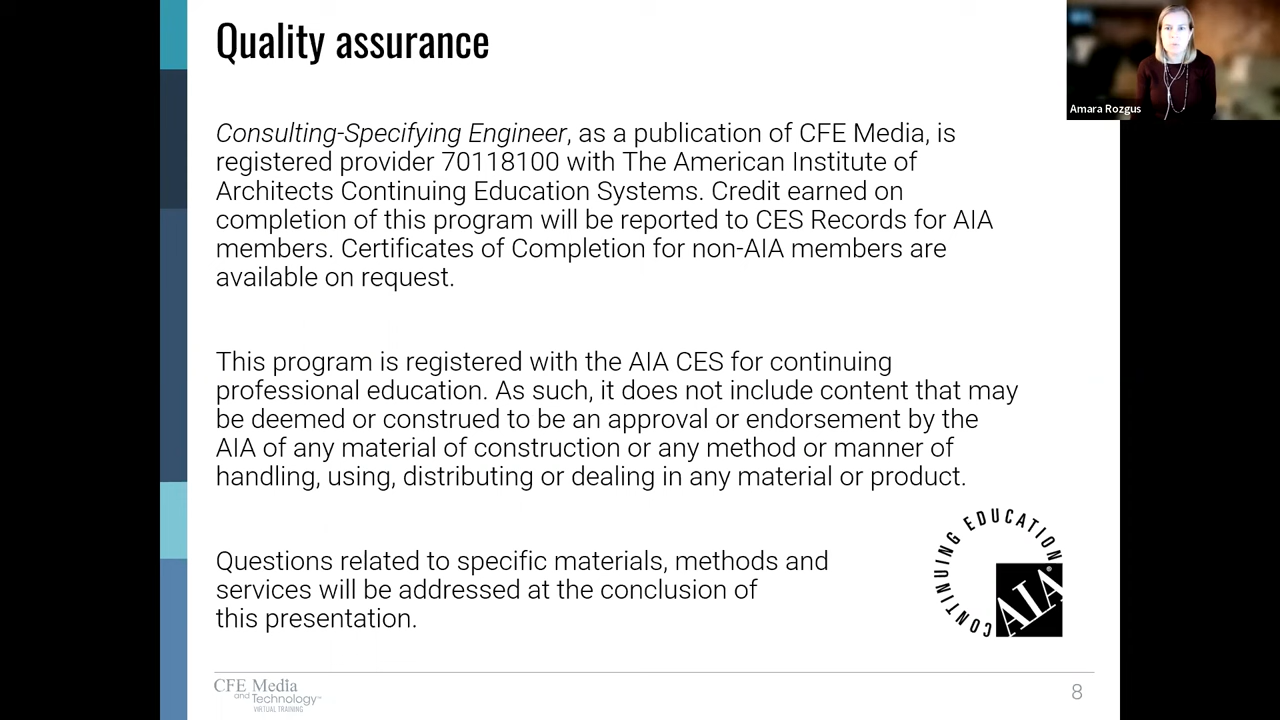 Quality assurance
Amara Rozgus
Consulting-Specifying Engineer, as a publication of CFE Media, is
registered provider 70118100 with The American Institute of
Architects Continuing Education Systems. Credit earned on
completion of this program will be reported to CES Records for AIA
members. Certificates of Completion for non-AIA members are
available on request.
This program is registered with the AIA CES for continuing
professional education. As such, it does not include content that may
be deemed or construed to be an approval or endorsement by the
AIA of any material of construction or any method or manner of
handling, using, distributing or dealing in any material or product.
Questions related to specific materials, methods and
services will be addressed at the conclusion of
this presentation.
CONTINUING EDUCATION
AIA®
CFE Media
and Technology™
VIRTUAL TRAINING
8